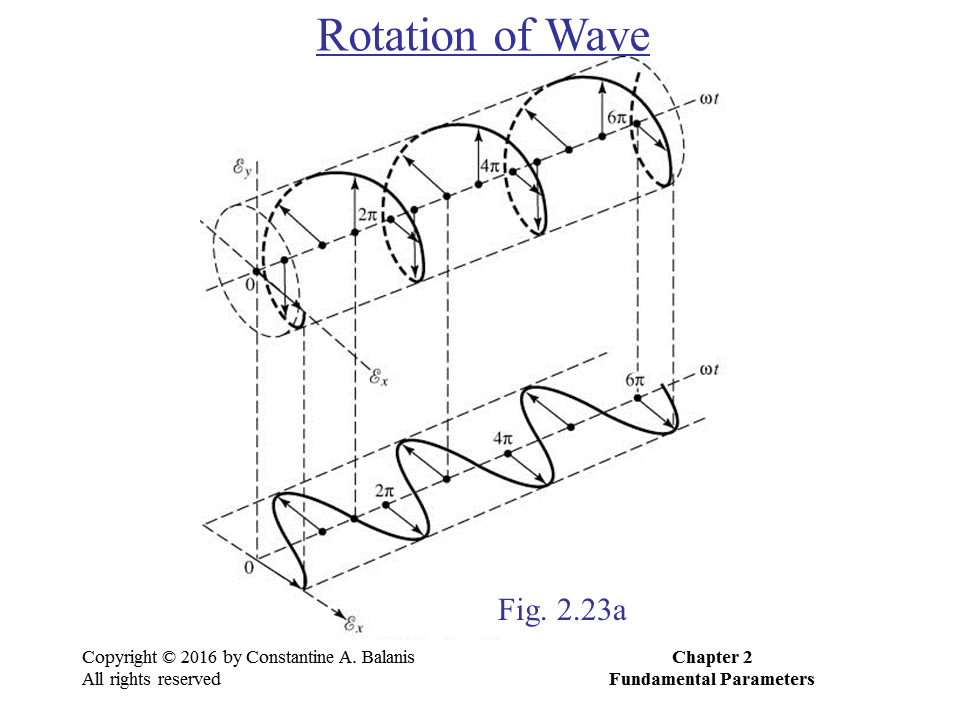 Rotation of Wave
ωt
6π
ℰy
4π
2π
0
ℰx
ωt
6π
4π
2π
0
ℰx
Fig. 2.23a
Copyright © 2016 by Constantine A. Balanis
All rights reserved
Chapter 2
Fundamental Parameters